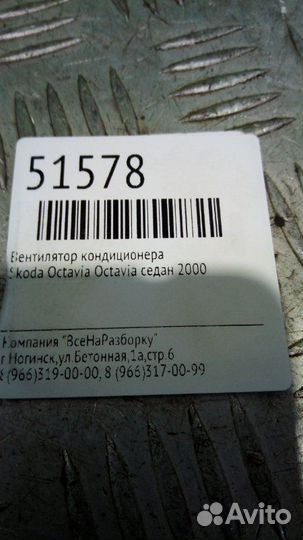 51578
Вентилятор кондиционера
Skoda Octavia Octavia седан 2000
Компания "ВсеНаРазборку"
г Ногинск,ул.Бетонная,1а,стр.6
8(966)319-00-00, 8 (966)317-00-99
Avito